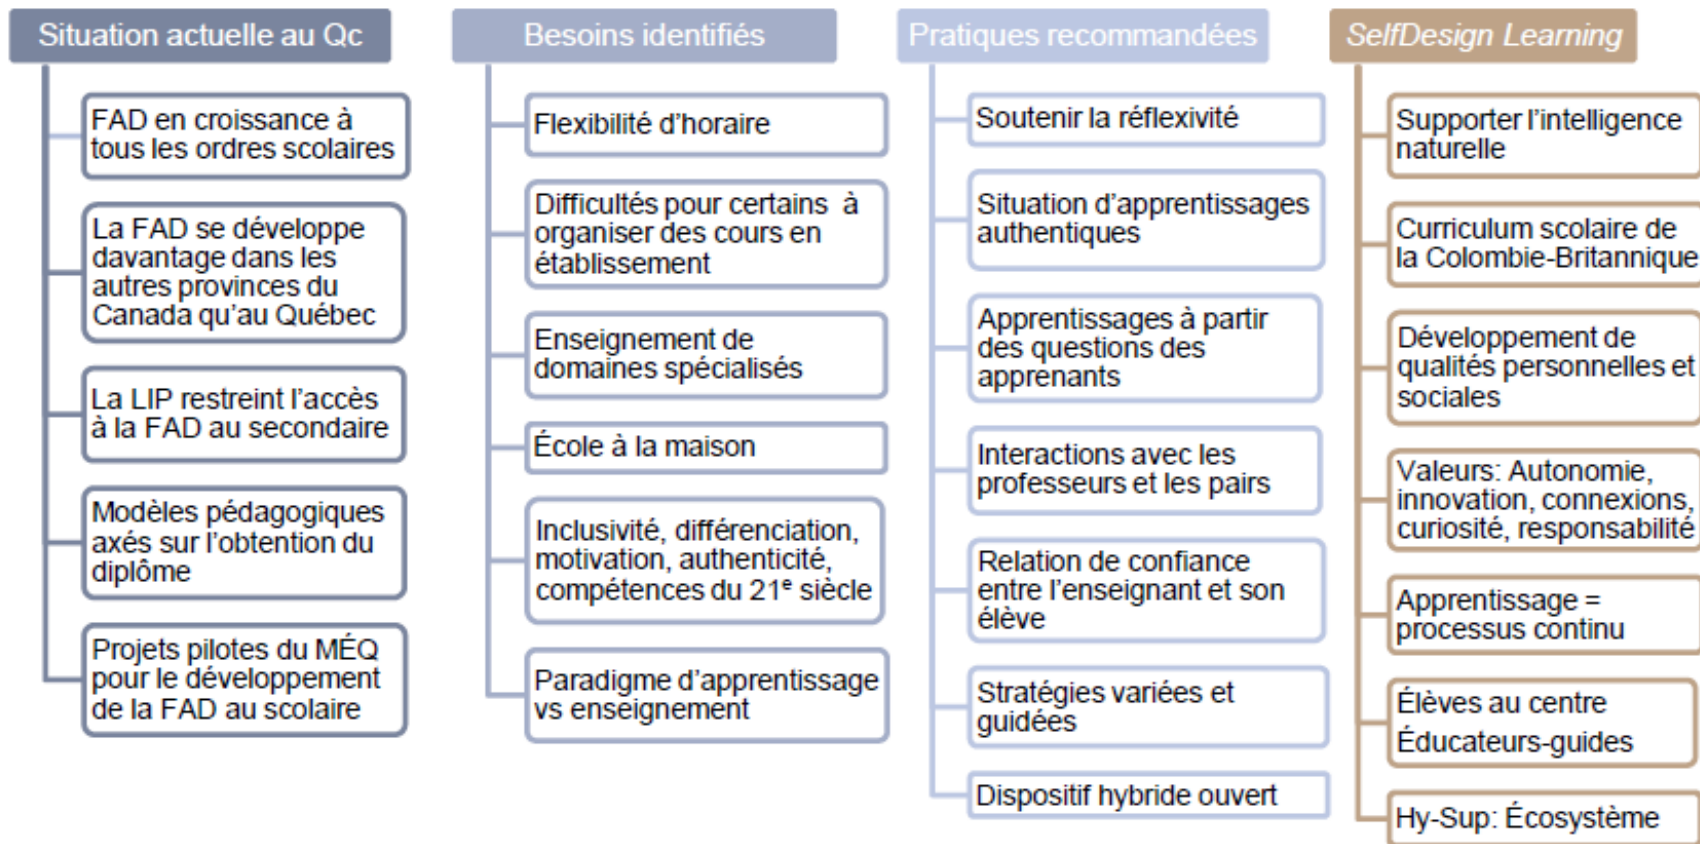 Situation actuelle au Qc
FAD en croissance à
tous les ordres scolaires
La FAD se développe
davantage dans les
autres provinces du
Canada qu'au Québec
La LIP restreint l'accès
à la FAD au secondaire
Modèles pédagogiques
axés sur l'obtention du
diplôme
Projets pilotes du MÉQ
pour le développement
de la FAD au scolaire
Besoins identifiés
Flexibilité d'horaire
Difficultés pour certains à
organiser des cours en
établissement
Enseignement de
domaines spécialisés
École à la maison
Inclusivité, différenciation,
motivation, authenticité,
compétences du 21e siècle
Paradigme d'apprentissage
vs enseignement
Pratiques recommandées
Soutenir la réflexivité
Situation d'apprentissages
authentiques
Apprentissages à partir
des questions des
apprenants
Interactions avec les
professeurs et les pairs
Relation de confiance
entre l'enseignant et son
élève
Stratégies variées et
guidées
Dispositif hybride ouvert
SelfDesign Learning
Supporter l'intelligence
naturelle
Curriculum scolaire de
la Colombie-Britannique
Développement de
qualités personnelles et
sociales
Valeurs: Autonomie,
innovation, connexions,
curiosité, responsabilité
Apprentissage =
processus continu
Élèves au centre
Éducateurs-guides
Hy-Sup: Écosystème